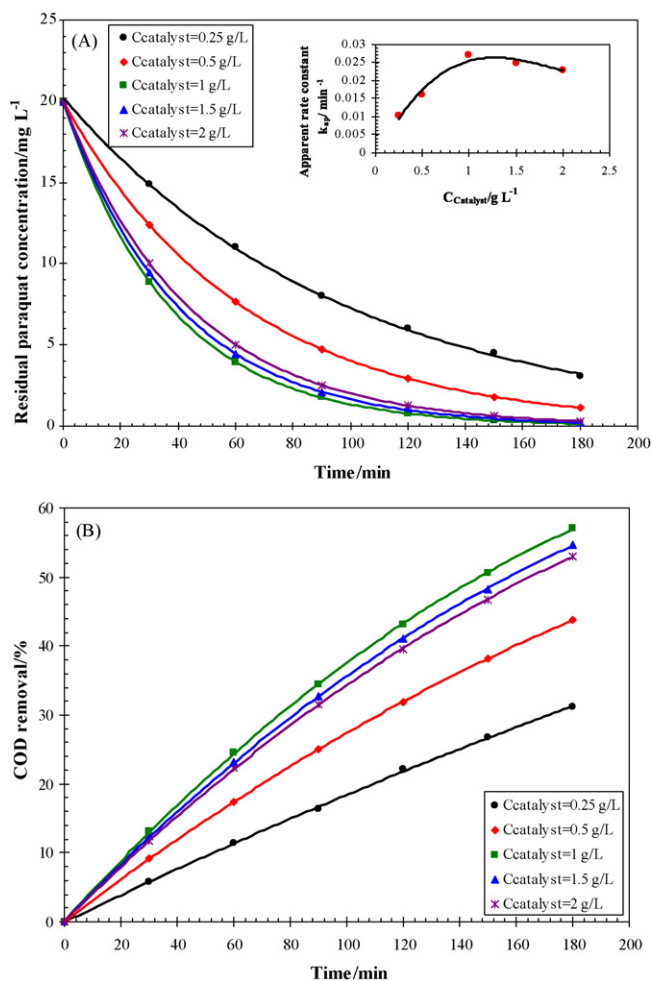 (A)
Ccatalyst=0.25 g/L
Ccatalyst=0.5 g/L
Ccatalyst=1 g/L
Ccatalyst=1.5 g/L
Ccatalyst=2 g/L
Residual paraquat concentration/mg L-1
25
20
15
10
5
0
0 20 40 60 80 100 120 140 160 180 200
Time/min
Apparent rate constant
kap/ min-1
0.03
0.025
0.02
0.015
0.01
0.005
0
0 0.5 1 1.5 2 2.5
CCatalyst/g L-1
(B)
COD removal/%
60
50
40
30
20
10
0
0 20 40 60 80 100 120 140 160 180 200
Time/min
Ccatalyst=0.25 g/L
Ccatalyst=0.5 g/L
Ccatalyst=1 g/L
Ccatalyst=1.5 g/L
Ccatalyst=2 g/L